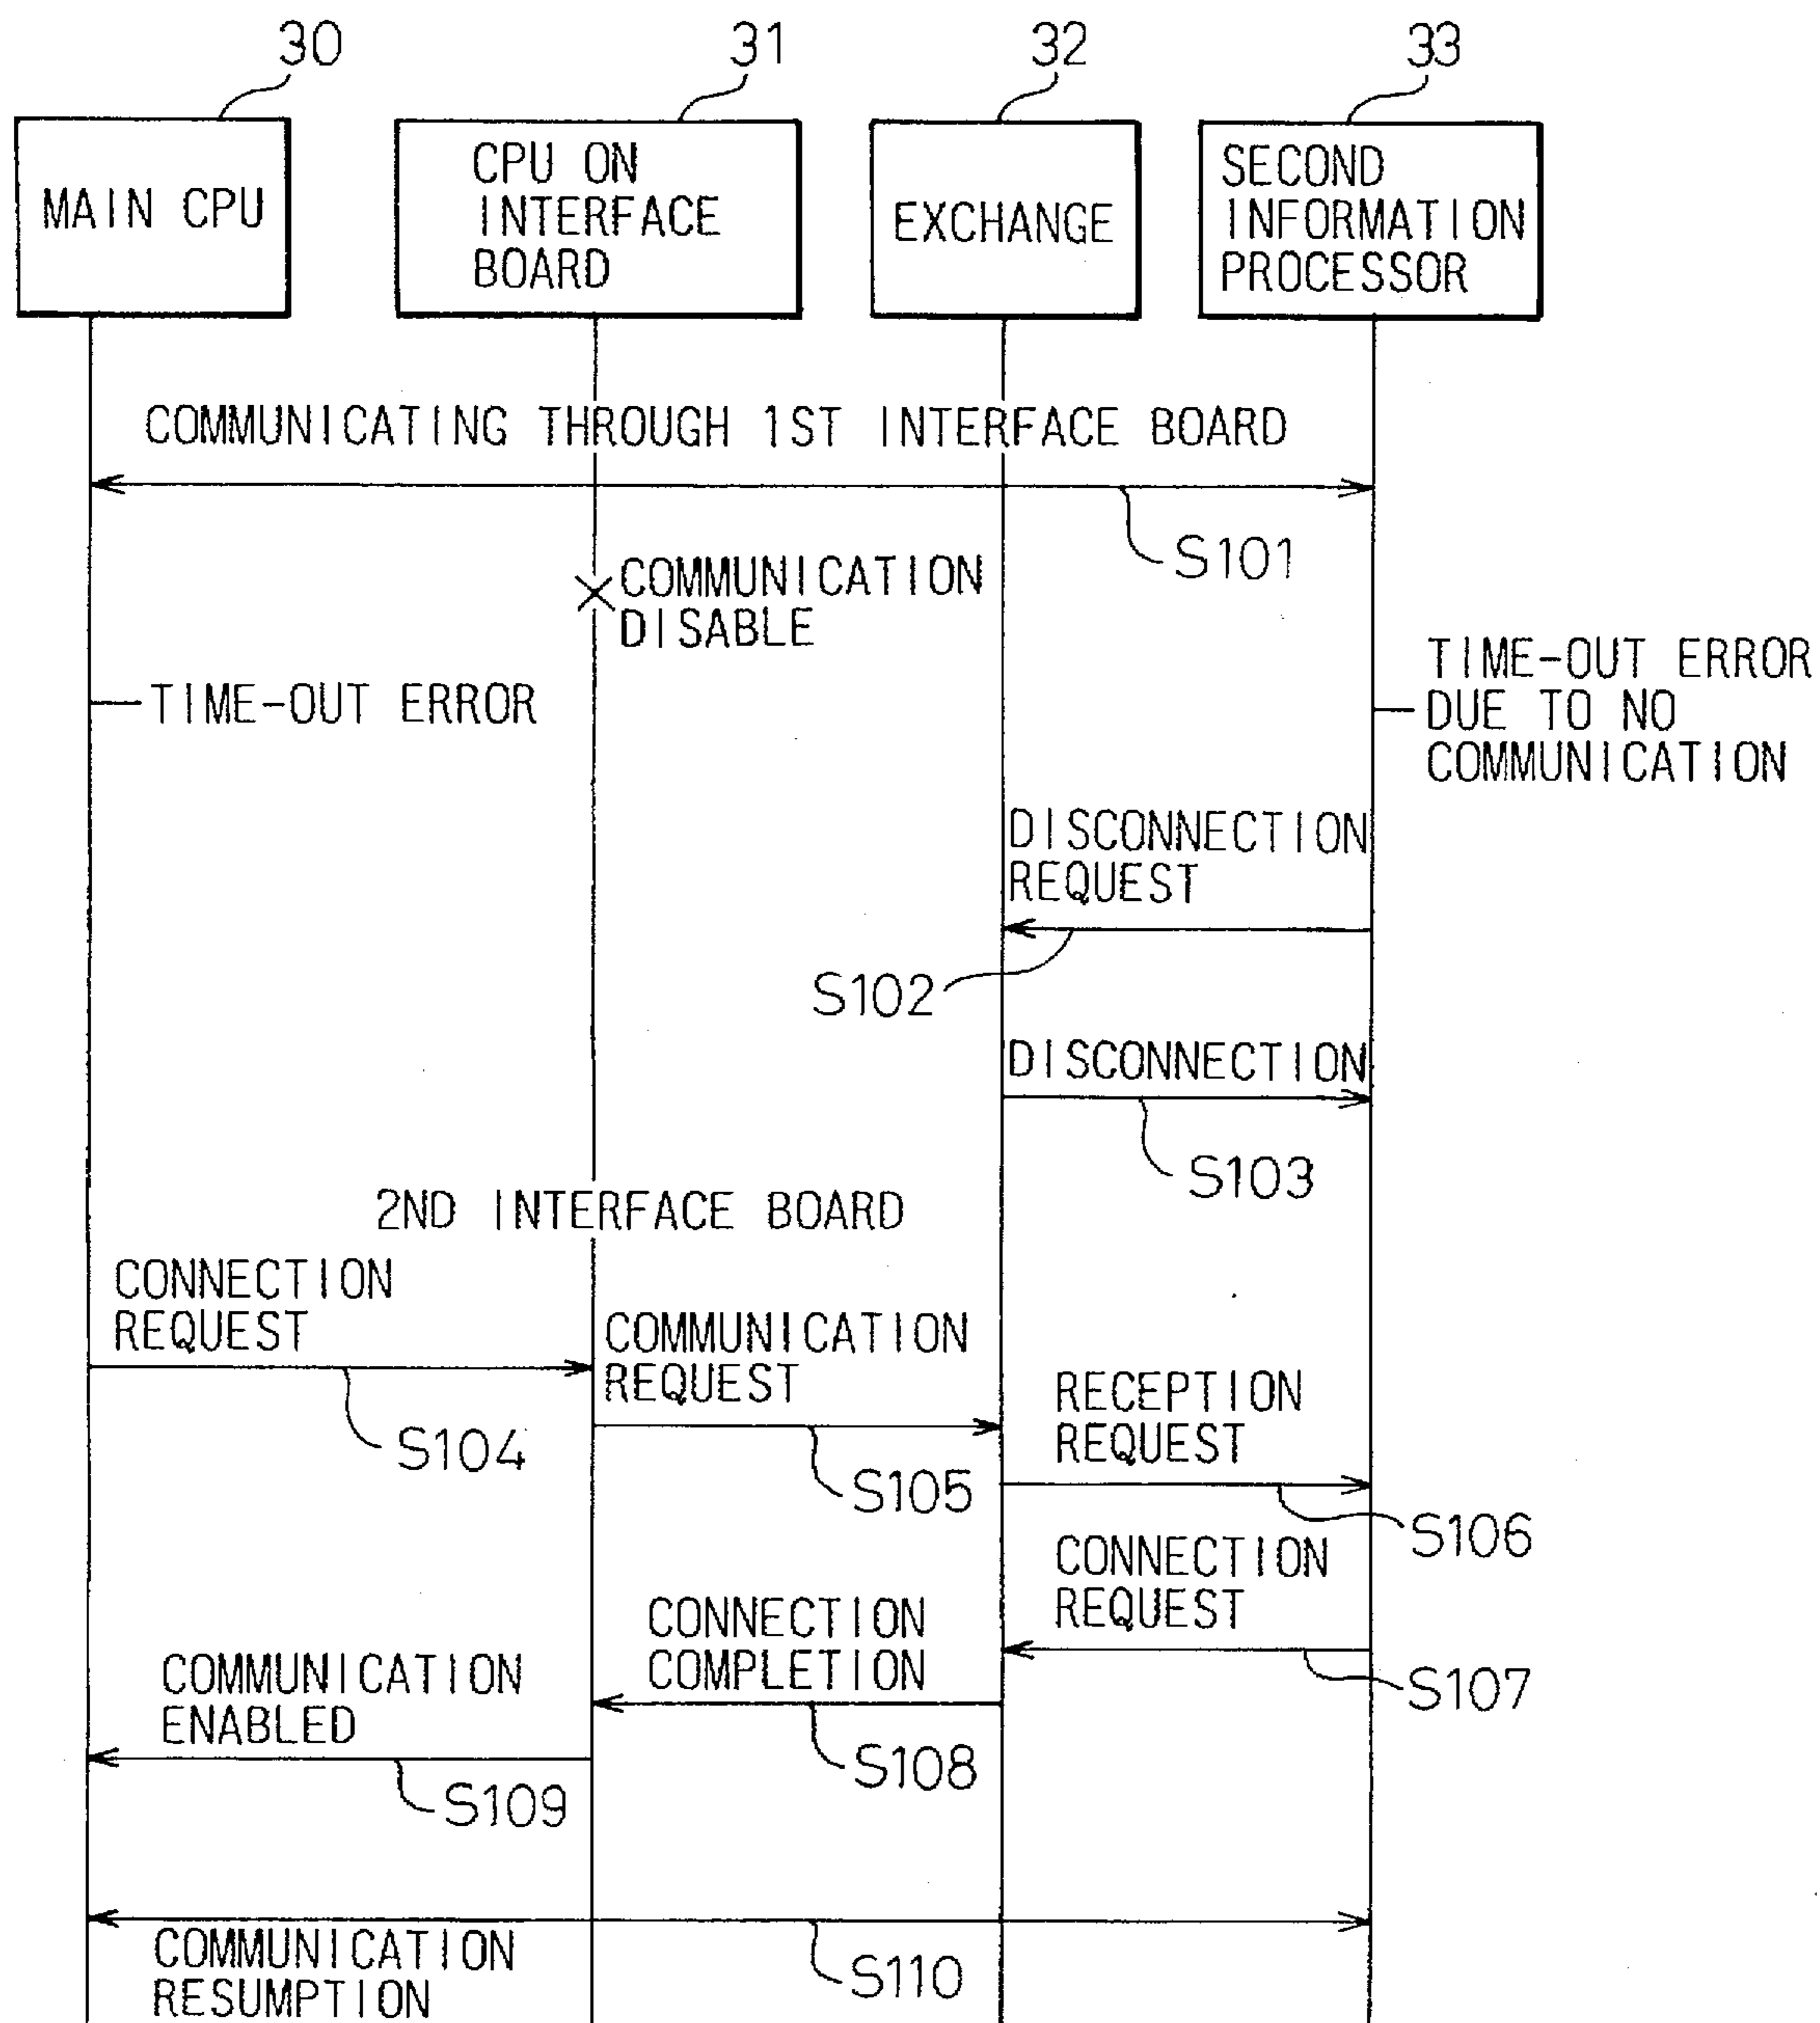 30
31
32
33
MAIN CPU
CPU ON
INTERFACE
BOARD
EXCHANGE
SECOND
INFORMATION
PROCESSOR
COMMUNICATING THROUGH 1ST INTERFACE BOARD
S101
COMMUNICATION
DISABLE
TIME-OUT ERROR
TIME-OUT ERROR
DUE TO NO
COMMUNICATION
DISCONNECTION
REQUEST
S102
DISCONNECTION
S103
2ND INTERFACE BOARD
CONNECTION
REQUEST
S104
COMMUNICATION
REQUEST
S105
RECEPTION
REQUEST
S106
CONNECTION
REQUEST
S107
CONNECTION
COMPLETION
S108
COMMUNICATION
ENABLED
S109
COMMUNICATION
RESUMPTION
S110